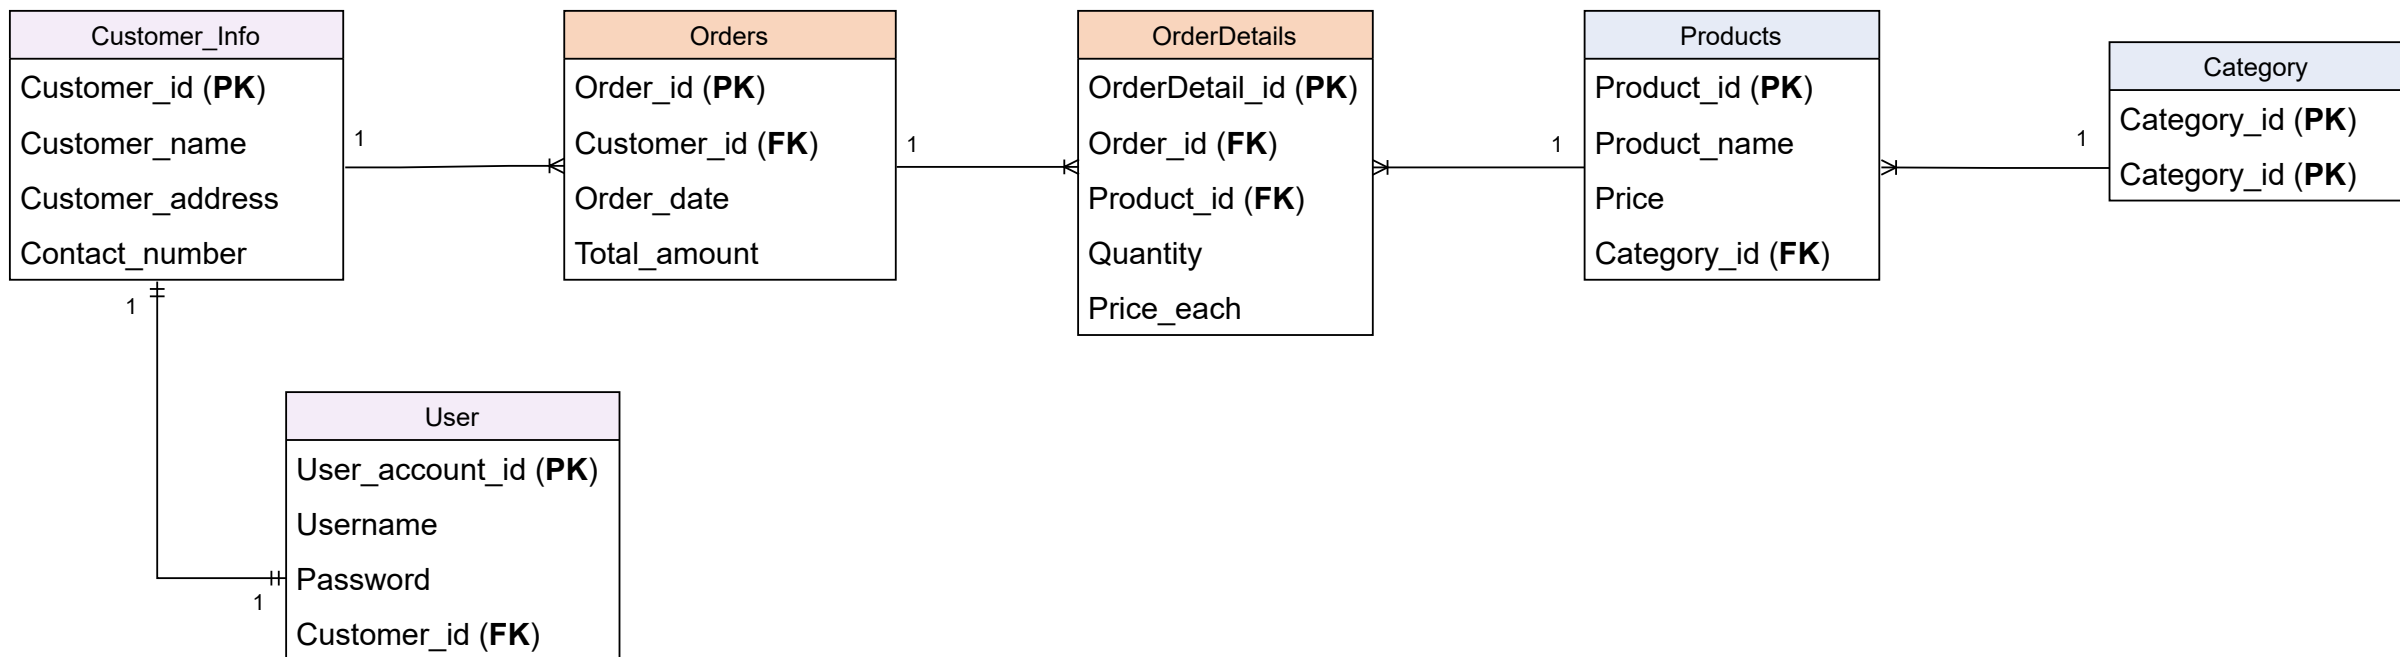 Customer_Info
Customer_id (PK)
Customer_name
Customer_address
Contact_number
1
Orders
Order_id (PK)
Customer_id (FK)
Order_date
Total_amount
1
OrderDetails
OrderDetail_id (PK)
Order_id (FK)
Product_id (FK)
Quantity
Price_each
1
Products
Product_id (PK)
Product_name
Price
Category_id (FK)
1
Category
Category_id (PK)
Category_id (PK)
1
1
User
User_account_id (PK)
Username
Password
Customer_id (FK)